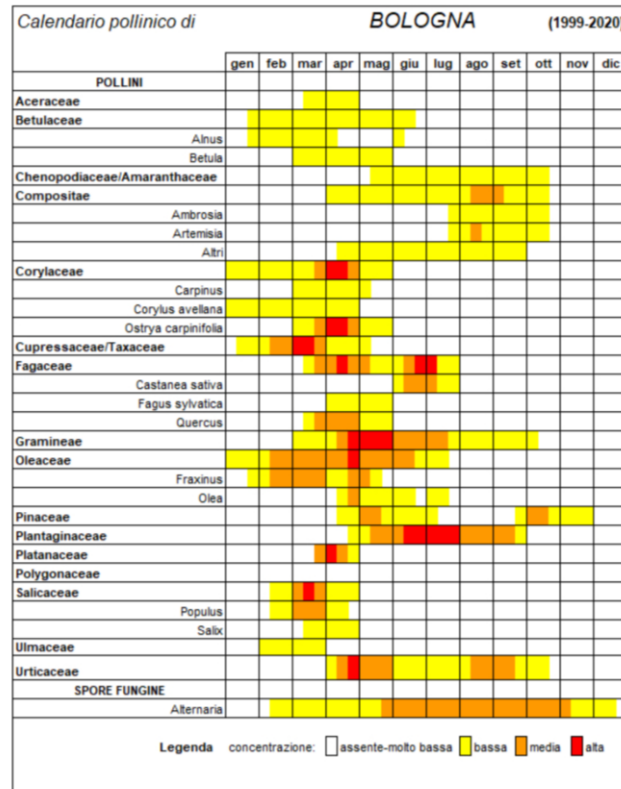 Calendario pollinico di BOLOGNA (1999-2020)
gen feb mar apr mag giu lug ago set ott nov dic
POLLINI
Aceraceae
Betulaceae
Alnus
Betula
Chenopodiaceae/Amaranthaceae
Compositae
Ambrosia
Artemisia
Altri
Corylaceae
Carpinus
Corylus avellana
Ostrya carpinifolia
Cupressaceae/Taxaceae
Fagaceae
Castanea sativa
Fagus sylvatica
Quercus
Gramineae
Oleaceae
Fraxinus
Olea
Pinaceae
Plantaginaceae
Platanaceae
Polygonaceae
Salicaceae
Populus
Salix
Ulmaceae
Urticaceae
SPORE FUNGINE
Alternaria
Legenda concentrazione: assente-molto bassa bassa media alta